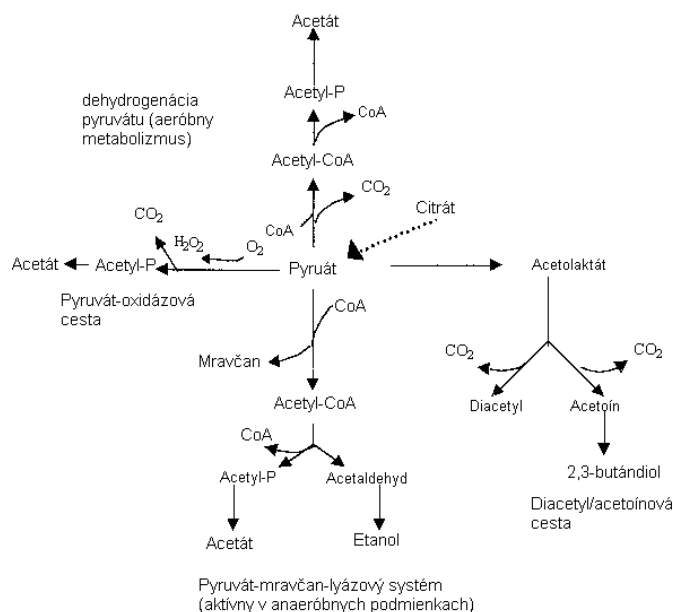 Acetát
Acetyl-P
dehydrogenácia
pyruvátu (aeróbny
metabolizmus)
CoA
Acetyl-CoA
CO2
CoA
Citrát
CO2
H2O2
O2
Acetát
Acetyl-P
Pyruát
Acetolaktát
Pyruvát-oxidázová
cesta
CoA
Mravčan
CO2
CO2
Acetyl-CoA
Diacetyl
Acetoín
CoA
Acetyl-P
Acetaldehyd
2,3-butándiol
Diacetyl/acetoínová
cesta
Acetát
Etanol
Pyruvát-mravčan-lyázový systém
(aktívny v anaeróbnych podmienkach)